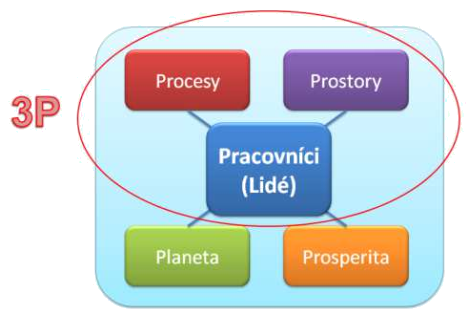 3P
Procesy
Prostory
Pracovníci
(Lidé)
Planeta
Prosperita